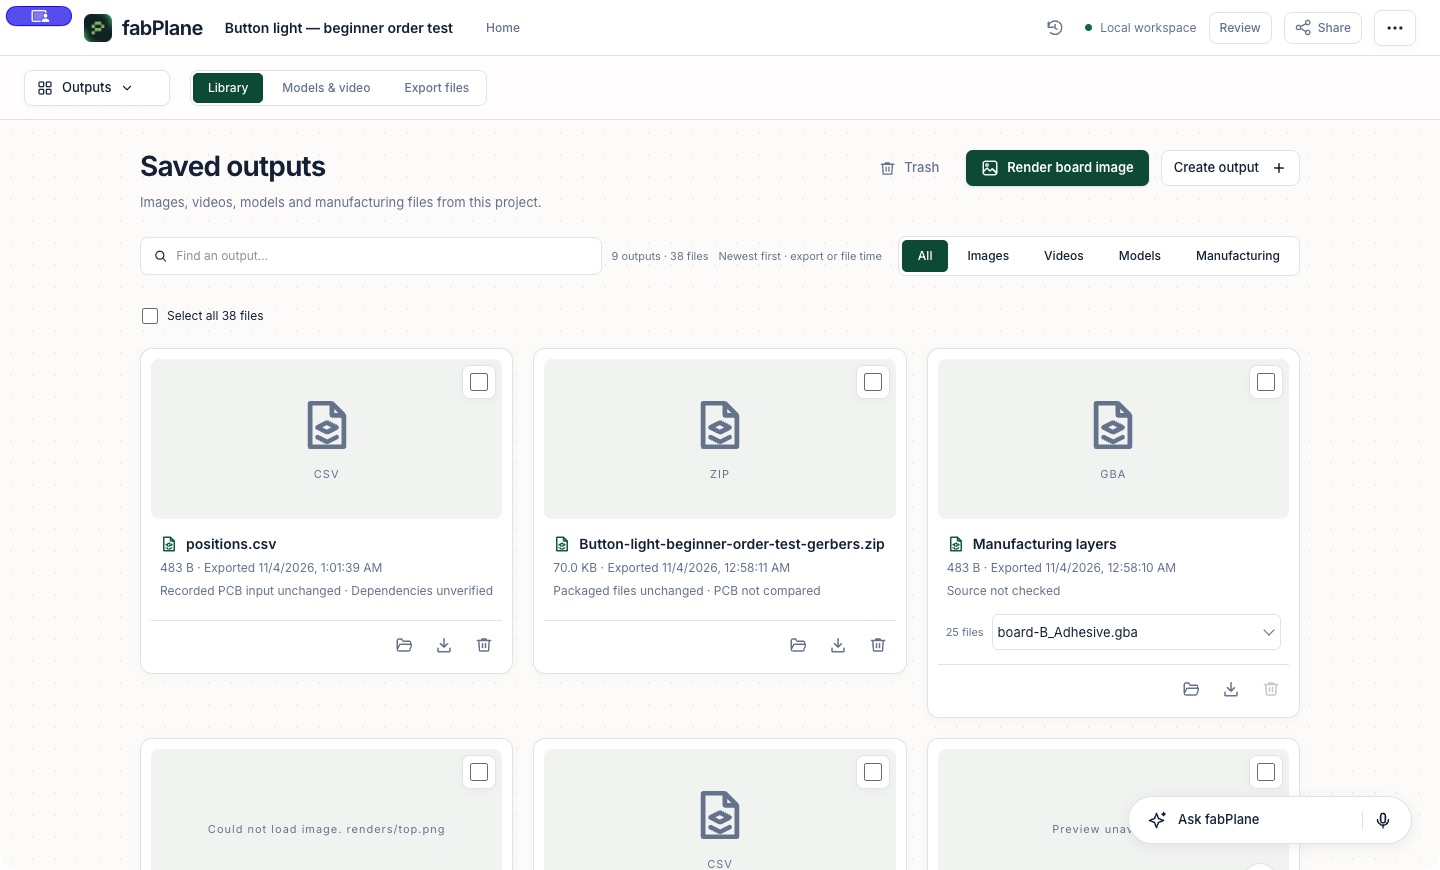 fabPlane
Button light — beginner order test
Home
Local workspace
Review
Share
Outputs
Library
Models & video
Export files
Saved outputs
Trash
Render board image
Create output
Images, videos, models and manufacturing files from this project.
Find an output...
9 outputs · 38 files
Newest first · export or file time
All
Images
Videos
Models
Manufacturing
Select all 38 files
CSV
positions.csv
483 B · Exported 11/4/2026, 1:01:39 AM
Recorded PCB input unchanged · Dependencies unverified
ZIP
Button-light-beginner-order-test-gerbers.zip
70.0 KB · Exported 11/4/2026, 12:58:11 AM
Packaged files unchanged · PCB not compared
GBA
Manufacturing layers
483 B · Exported 11/4/2026, 12:58:10 AM
Source not checked
25 files
board-B_Adhesive.gba
Could not load image. renders/top.png
CSV
Preview
Ask fabPlane